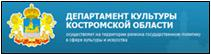 ДЕПАРТАМЕНТ КУЛЬТУРЫ
КОСТРОМСКОЙ ОБЛАСТИ
осуществляет на территории региона государственную политику
в сфере культуры и искусства